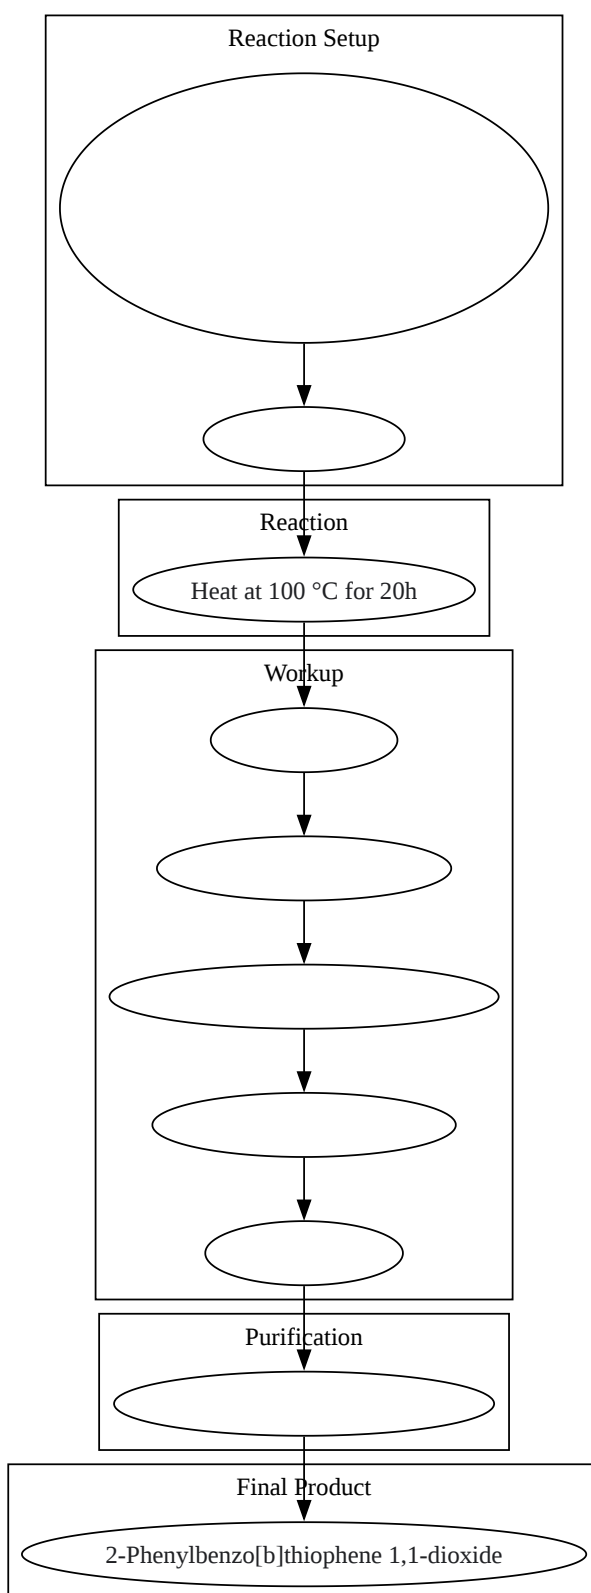 Reaction Setup
Reaction
Heat at 100 °C for 20h
Workup
Purification
Final Product
2-Phenylbenzo[b]thiophene 1,1-dioxide